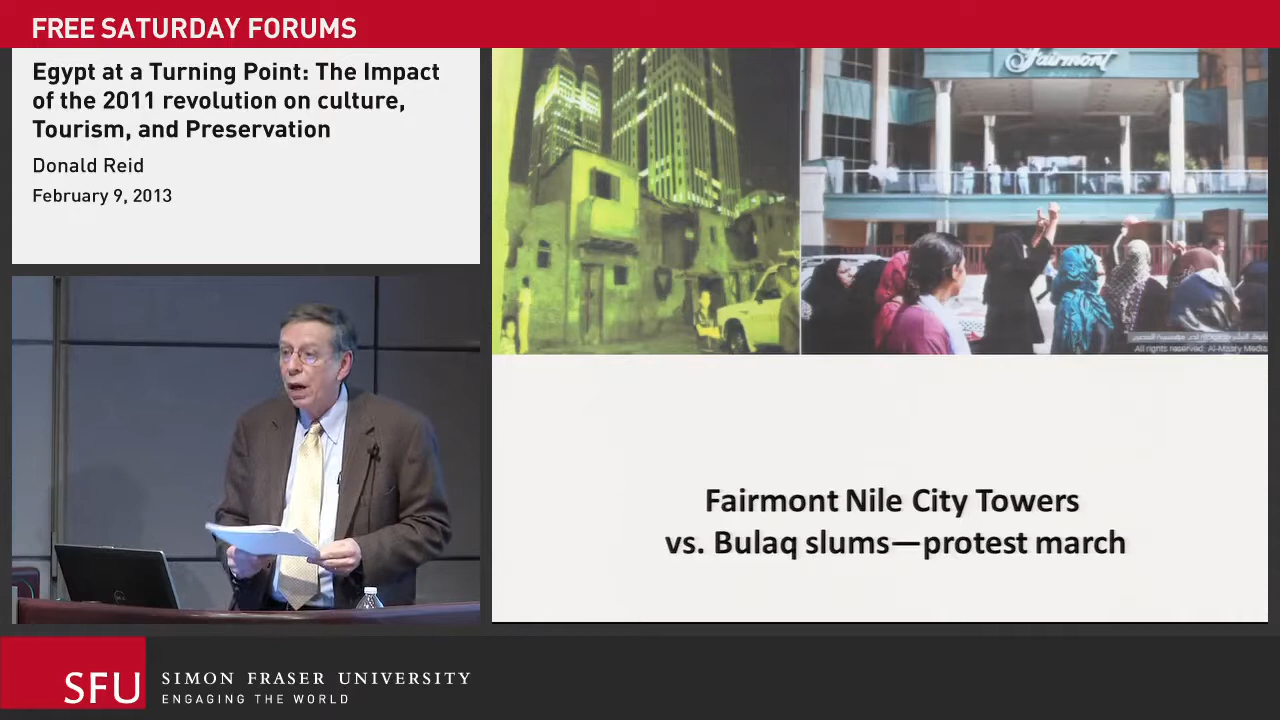 FREE SATURDAY FORUMS
Egypt at a Turning Point: The Impact
of the 2011 revolution on culture,
Tourism, and Preservation
Donald Reid
February 9, 2013
Fairmont
All rights reserved, Al-Masry Media
Fairmont Nile City Towers
vs. Bulaq slums—protest march
SFU
SIMON FRASER UNIVERSITY
ENGAGING THE WORLD